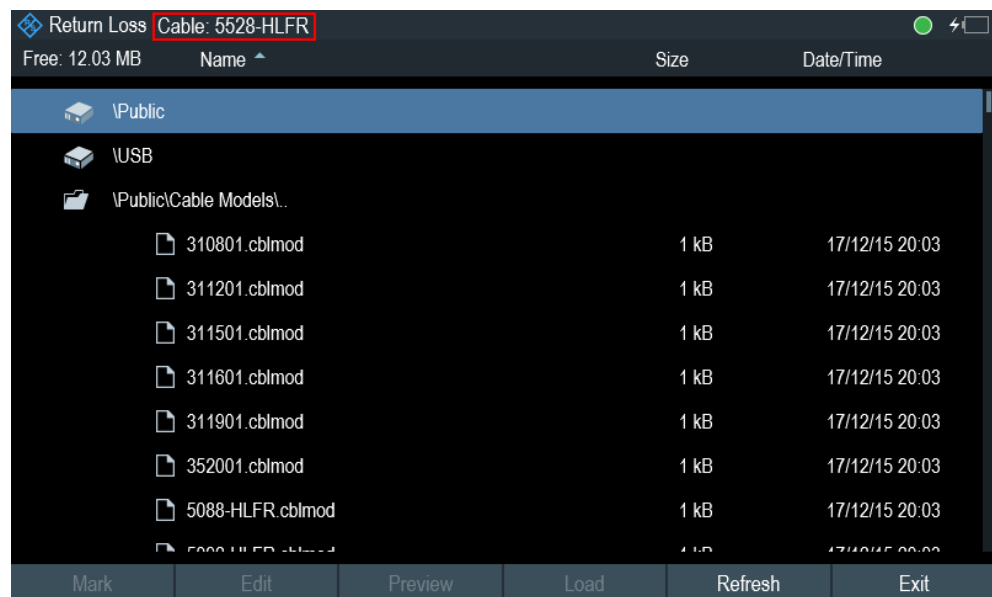 Return Loss Cable: 5528-HLFR
Free: 12.03 MB Name Size Date/Time
\Public
\USB
\Public\Cable Models\..
310801.cblmod 1 kB 17/12/15 20:03
311201.cblmod 1 kB 17/12/15 20:03
311501.cblmod 1 kB 17/12/15 20:03
311601.cblmod 1 kB 17/12/15 20:03
311901.cblmod 1 kB 17/12/15 20:03
352001.cblmod 1 kB 17/12/15 20:03
5088-HLFR.cblmod 1 kB 17/12/15 20:03
Mark Edit Preview Load Refresh Exit